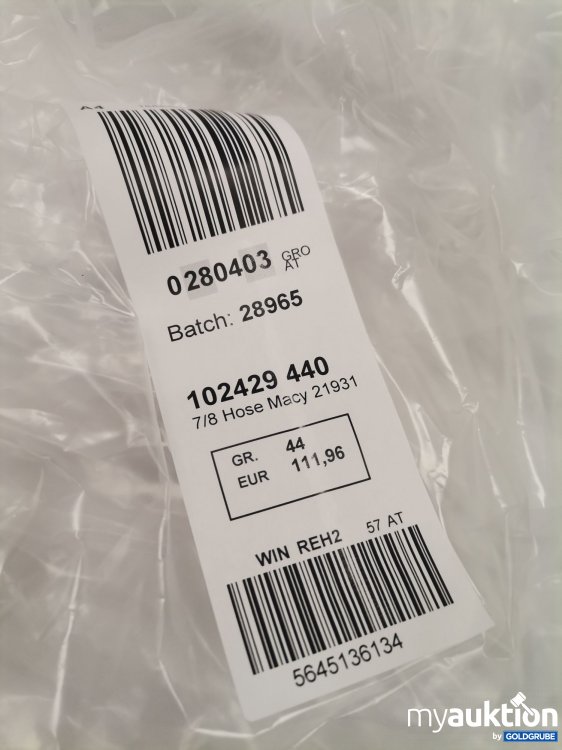 A4
0280403 GRO
AT
Batch: 28965
102429 440
7/8 Hose Macy 21931
GR. 44
EUR 111,96
WIN REH2 57 AT
5645136134
myauktion
by GOLDGRUBE